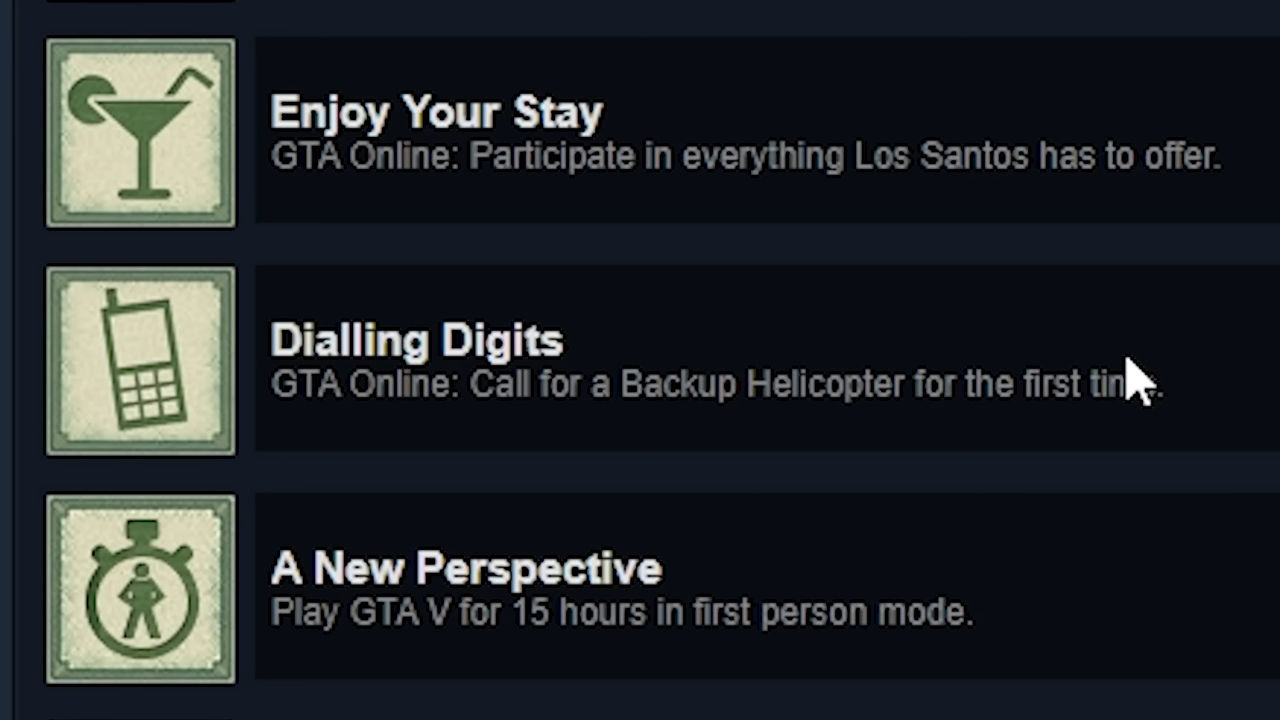 Enjoy Your Stay
GTA Online: Participate in everything Los Santos has to offer.
Dialling Digits
GTA Online: Call for a Backup Helicopter for the first
A New Perspective
Play GTA V for 15 hours in first person mode.